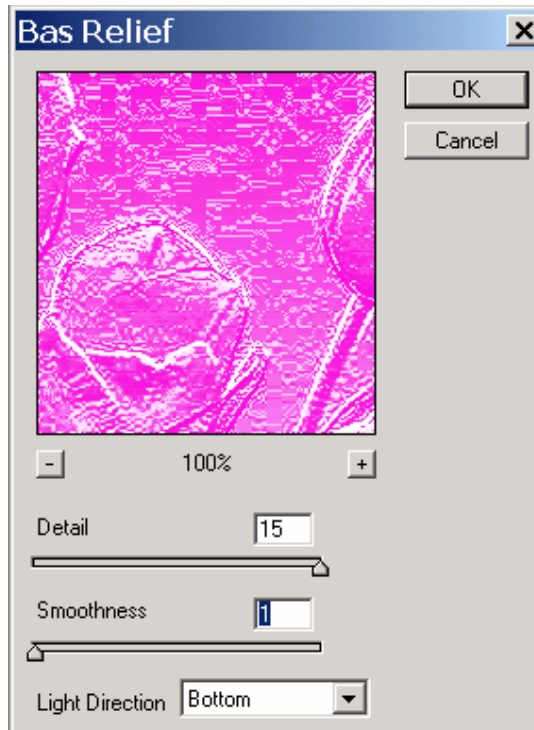 Bas Relief
OK
Cancel
- 100% +
Detail 15
Smoothness 1
Light Direction Bottom